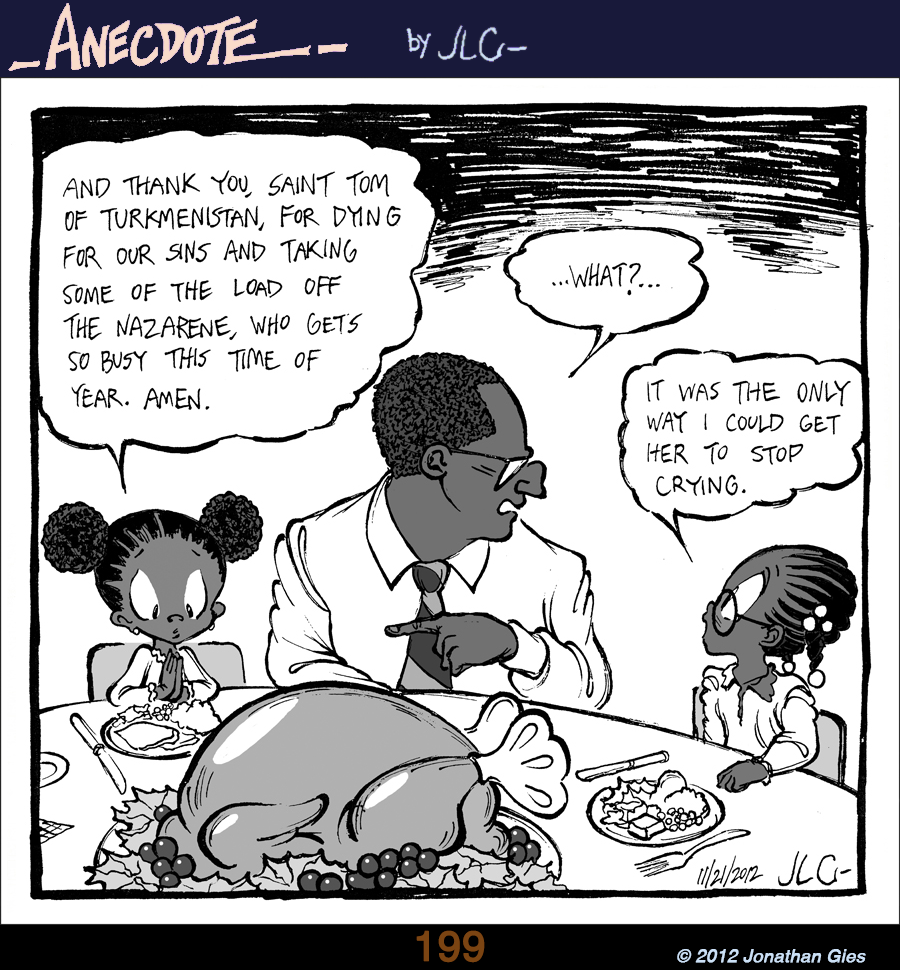 ANECDOTE
by JLG-
AND THANK YOU, SAINT TOM
OF TURKMENISTAN, FOR DYING
FOR OUR SINS AND TAKING
SOME OF THE LOAD OFF
THE NAZARENE, WHO GETS
SO BUSY THIS TIME OF
YEAR. AMEN.
...WHAT?...
IT WAS THE ONLY
WAY I COULD GET
HER TO STOP
CRYING.
11/21/2012 JLG-
199
© 2012 Jonathan Gies